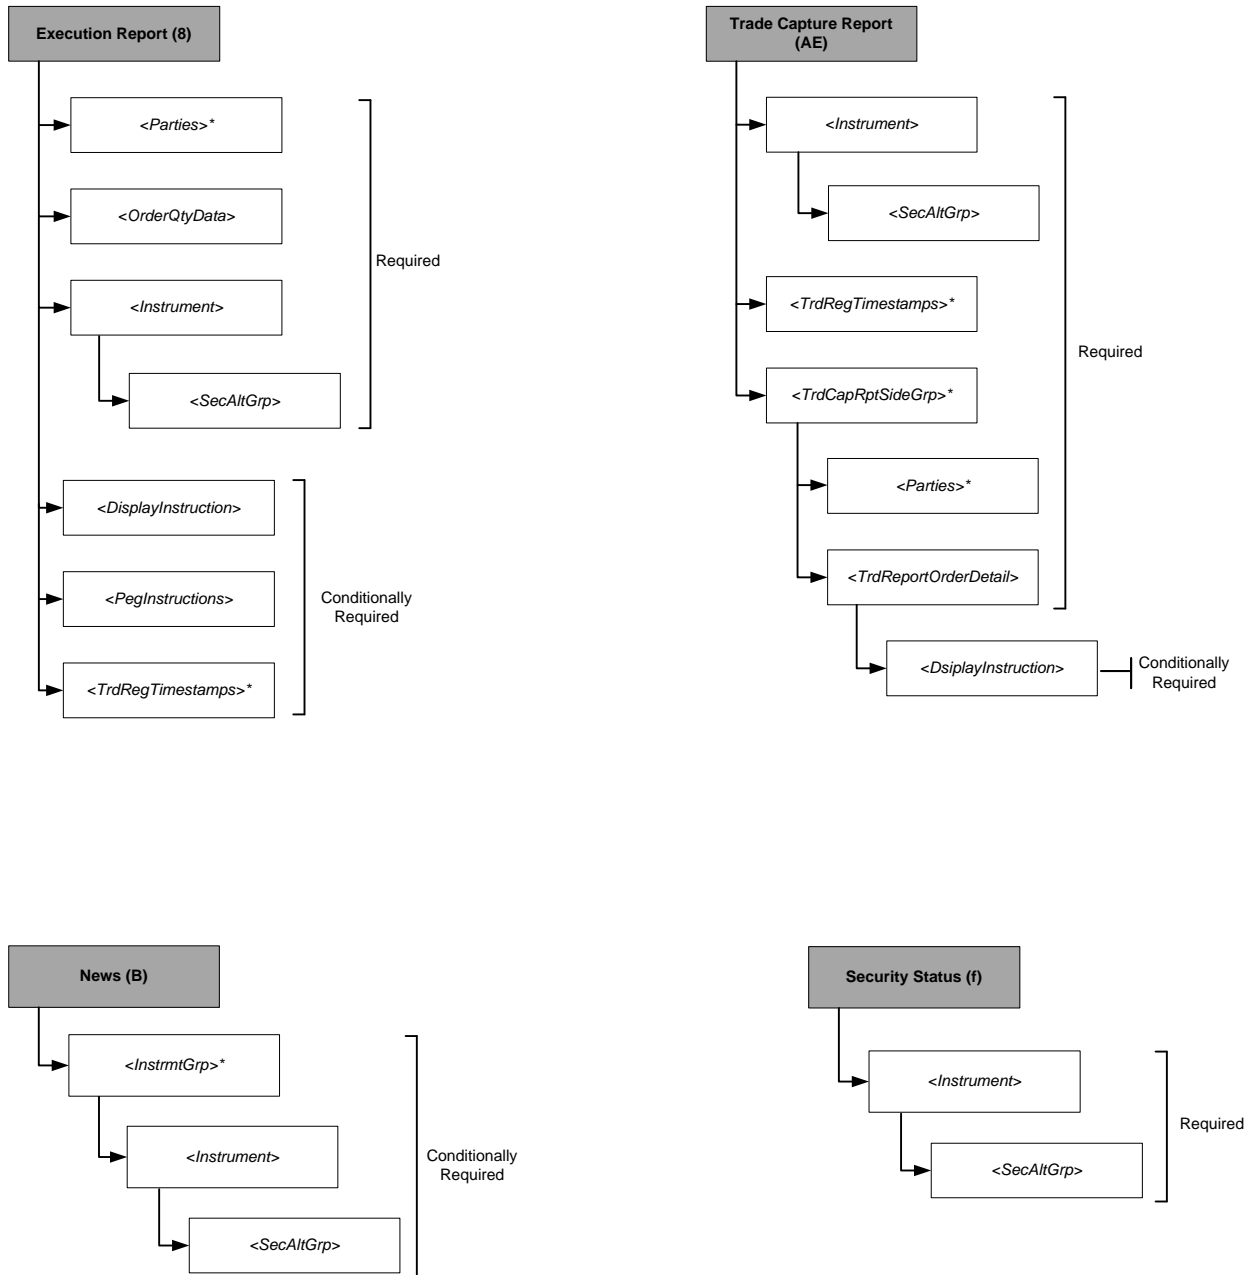 Execution Report (8)
<Parties>*
<OrderQtyData>
<Instrument>
<SecAltGrp>
Required
<DisplayInstruction>
<PegInstructions>
<TrdRegTimestamps>*
Conditionally
Required
Trade Capture Report
(AE)
<Instrument>
<SecAltGrp>
<TrdRegTimestamps>*
<TrdCapRptSideGrp>*
<Parties>*
<TrdReportOrderDetail>
Required
<DsiplayInstruction>
Conditionally
Required
News (B)
<InstrmtGrp>*
<Instrument>
<SecAltGrp>
Conditionally
Required
Security Status (f)
<Instrument>
<SecAltGrp>
Required